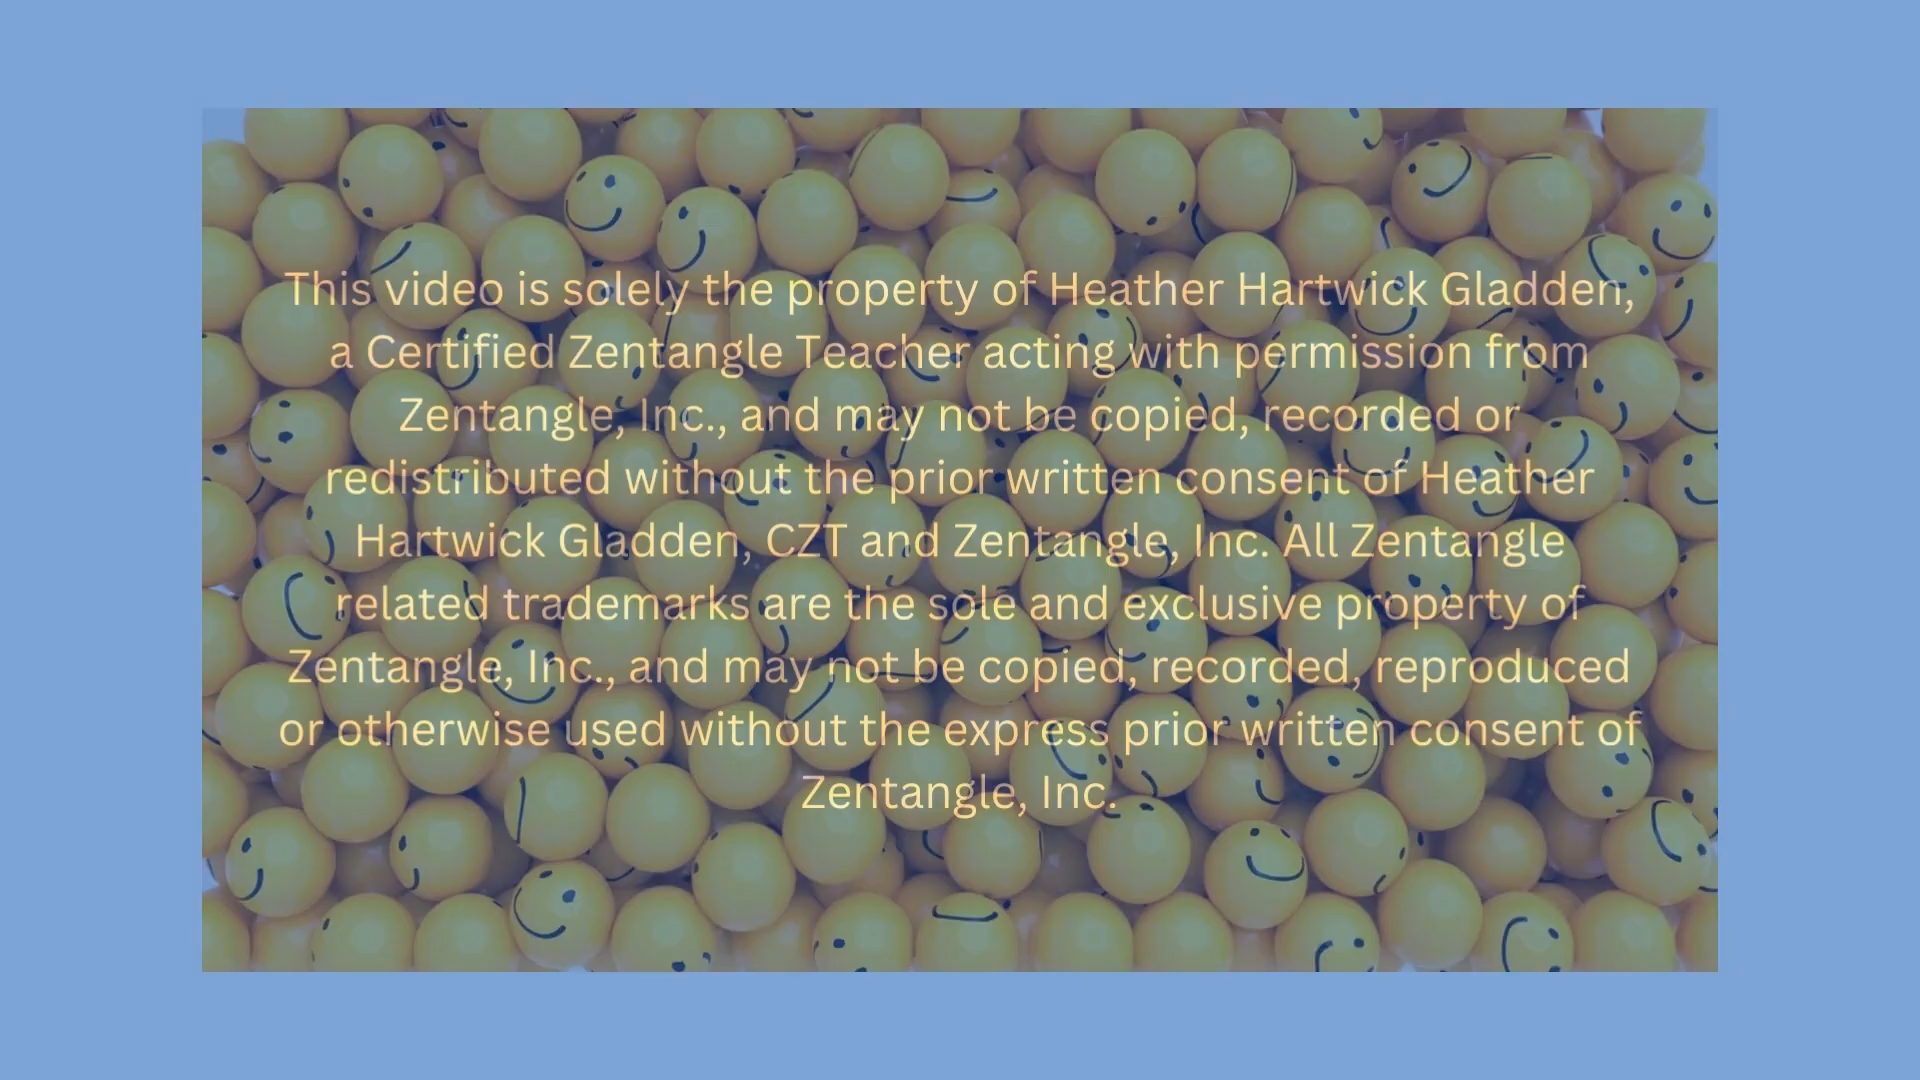 This video is solely the property of Heather Hartwick Gladden,
a Certified Zentangle Teacher acting with permission from
Zentangle, Inc., and may not be copied, recorded or
redistributed without the prior written consent of Heather
Hartwick Gladden, CZT and Zentangle, Inc. All Zentangle
related trademarks are the sole and exclusive property of
Zentangle, Inc., and may not be copied, recorded, reproduced
or otherwise used without the express prior written consent of
Zentangle, Inc.